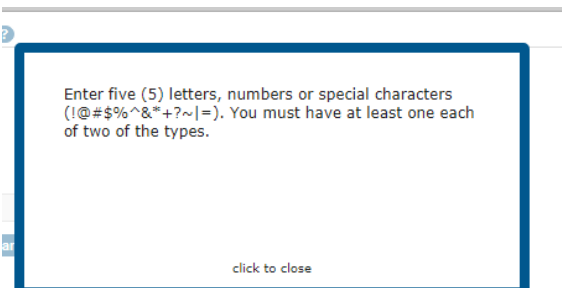 ?
Enter five (5) letters, numbers or special characters
(!@#$%^&*+?~|=). You must have at least one each
of two of the types.
ar
click to close